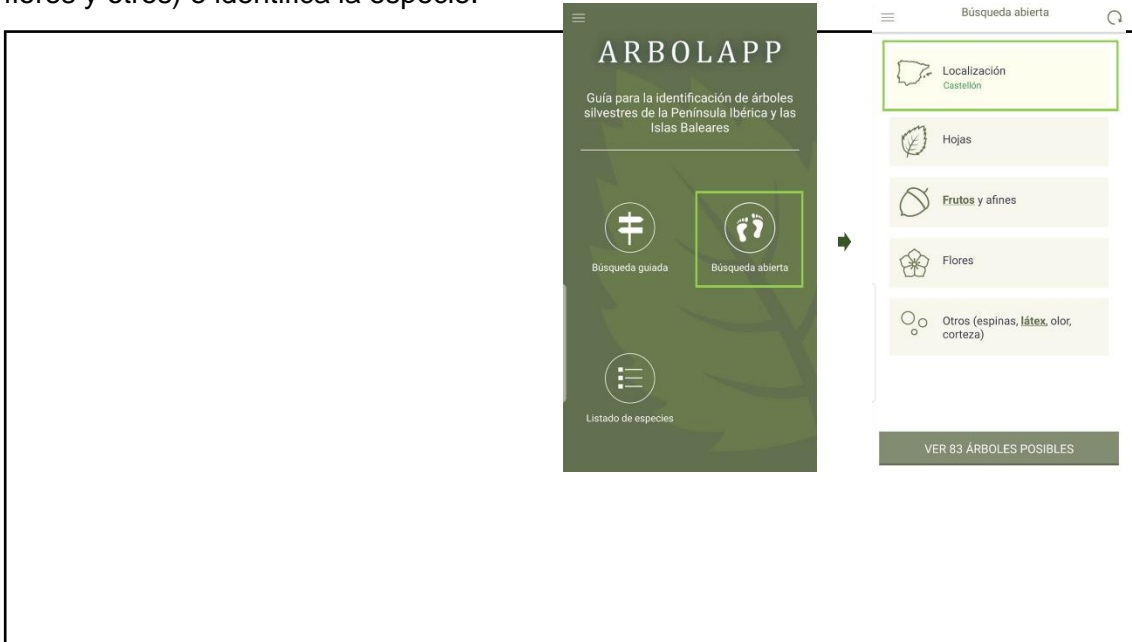 flores y otros) e identifica la especie.
ARBOLAPP
Guía para la identificación de árboles
silvestres de la Península Ibérica y las
Islas Baleares
Búsqueda guiada
Búsqueda abierta
Listado de especies
Búsqueda abierta
Localización
Castellón
Hojas
Frutos y afines
Flores
Otros (espinas, látex, olor,
corteza)
VER 83 ÁRBOLES POSIBLES